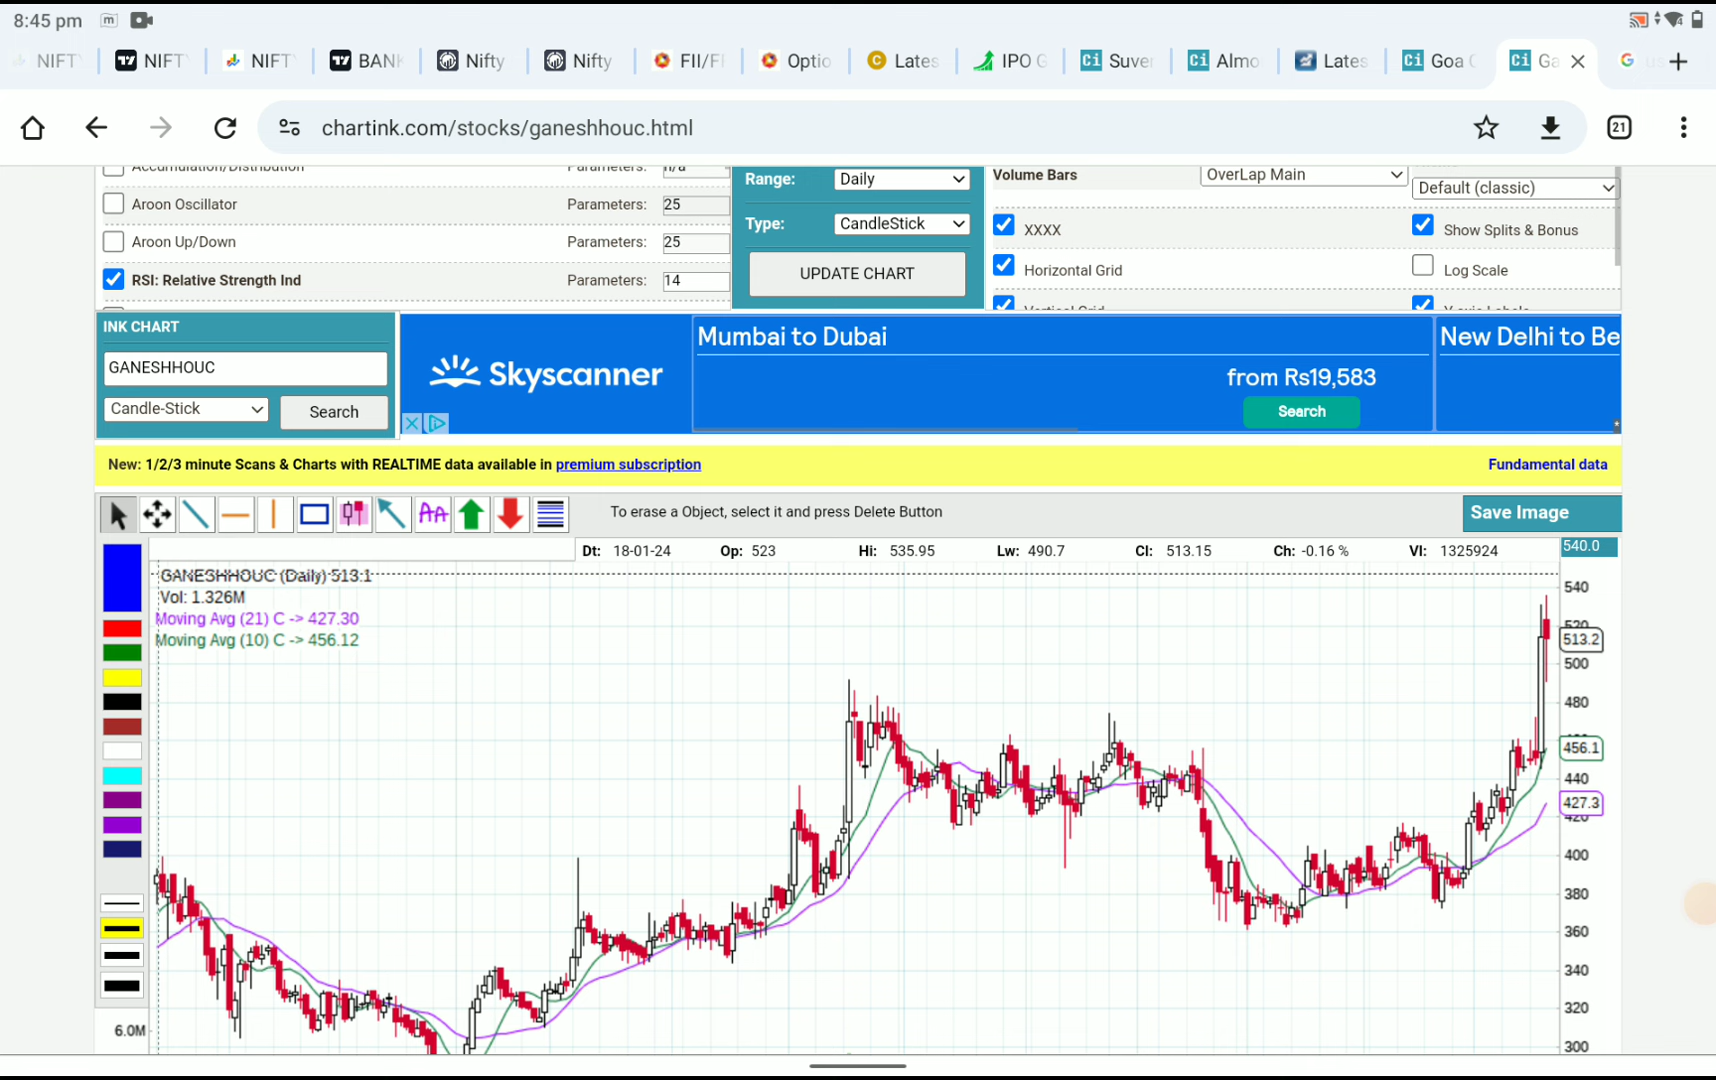 8:45 pm
NIFT
NIFT
NIFT
BANK
Nifty
Nifty
FII/F
Optio
Lates
IPO G
Suve
Almo
Lates
Goa
Ga
chartink.com/stocks/ganeshhouc.html
21
Accumulation/Distribution Parameters: n/a
Aroon Oscillator Parameters: 25
Aroon Up/Down Parameters: 25
RSI: Relative Strength Ind Parameters: 14
Range: Daily
Type: CandleStick
UPDATE CHART
Volume Bars OverLap Main
Default (classic)
XXXX
Show Splits & Bonus
Horizontal Grid
Log Scale
INK CHART
GANESHHOUC
Candle-Stick
Search
Skyscanner
Mumbai to Dubai
from Rs19,583
Search
New Delhi to Be
New: 1/2/3 minute Scans & Charts with REALTIME data available in premium subscription
Fundamental data
AA
To erase a Object, select it and press Delete Button
Save Image
Dt: 18-01-24 Op: 523 Hi: 535.95 Lw: 490.7 Cl: 513.15 Ch: -0.16 % Vl: 1325924
540.0
GANESHHOUC (Daily) 513.1
Vol: 1.326M
Moving Avg (21) C -> 427.30
Moving Avg (10) C -> 456.12
540
520
513.2
500
480
456.1
440
427.3
420
400
380
360
340
320
300
6.0M